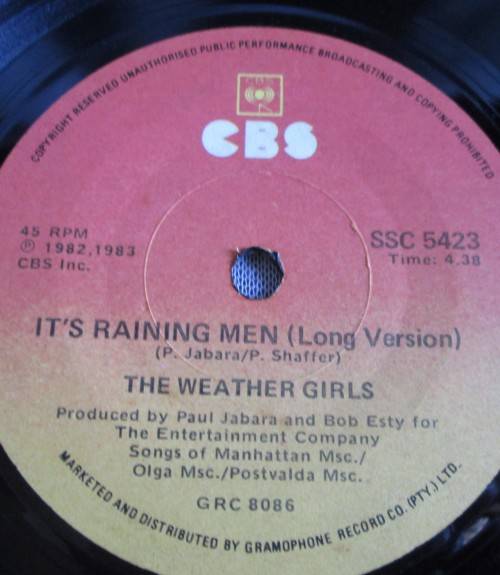 COPYRIGHT RESERVED UNAUTHORISED PUBLIC PERFORMANCE BROADCASTING AND COPYING PROHIBITED
CBS
45 RPM
℗ 1982,1983
CBS Inc.
SSC 5423
Time: 4.38
IT'S RAINING MEN (Long Version)
(P. Jabara/P. Shaffer)
THE WEATHER GIRLS
Produced by Paul Jabara and Bob Esty for
The Entertainment Company
Songs of Manhattan Msc./
Olga Msc./Postvalda Msc.
GRC 8086
MARKETED AND DISTRIBUTED BY GRAMOPHONE RECORD CO. (PTY.) LTD.